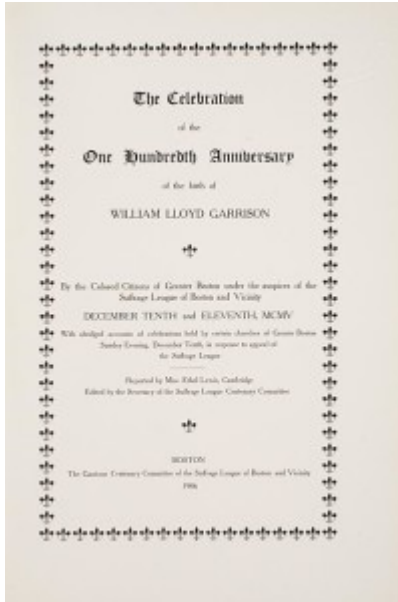 The Celebration
of the
One Hundredth Anniversary
of the birth of
WILLIAM LLOYD GARRISON
By the Colored Citizens of Greater Boston under the auspices of the
Suffrage League of Boston and Vicinity
DECEMBER TENTH and ELEVENTH, MCMV
With abridged accounts of celebrations held by certain churches of Greater Boston
Sunday Evening, December Tenth, in response to appeal of
the Suffrage League
Reported by Miss Ethel Lewis, Cambridge
Edited by the Secretary of the Suffrage League Centenary Committee
BOSTON
The Garrison Centenary Committee of the Suffrage League of Boston and Vicinity
1906